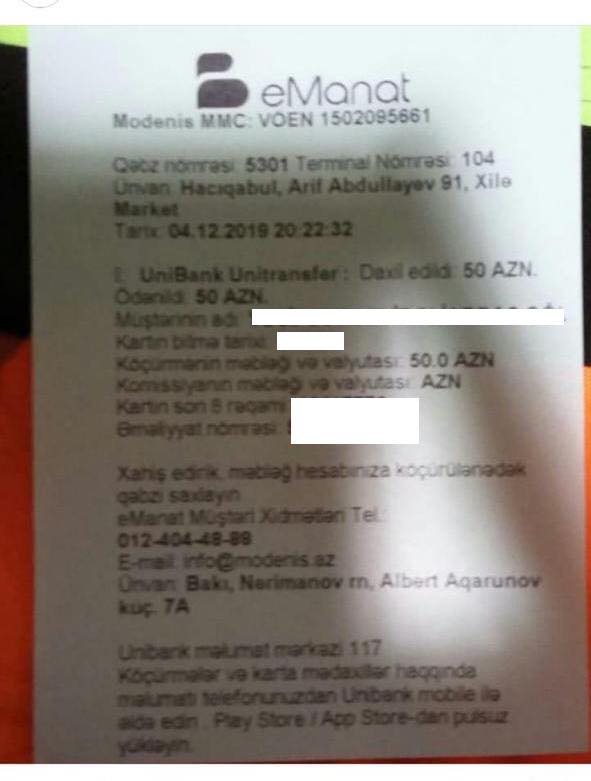 eManat
Modenis MMC: VÖEN 1502095661
Qəbz nömrəsi: 5301 Terminal Nömrəsi: 104
Ünvan: Hacıqabul, Arif Abdullayev 91, Xilə
Market
Tarix: 04.12.2019 20:22:32
UniBank Unitransfer: Daxil edildi: 50 AZN.
Ödənildi: 50 AZN.
Müştərinin adı:
Kartın bitmə tarixi:
Köçürmənin məbləği və valyutası: 50.0 AZN
Komissiyanın məbləği və valyutası: AZN
Kartın son 8 rəqəmi:
Əməliyyat nömrəsi:
Xahiş edirik, məbləğ hesabınıza köçürülənədək
qəbzi saxlayın
eManat Müştəri Xidmətləri Tel.:
012-404-48-88
E-mail: info@modenis.az
Ünvan: Bakı, Nərimanov rn, Albert Aqarunov
küç. 7A
Unibank məlumat mərkəzi 117
Köçürmələr və karta mədaxillər haqqında
məlumatı telefonunuzdan Unibank mobile ilə
əldə edin. Play Store / App Store-dan pulsuz
yükləyin.